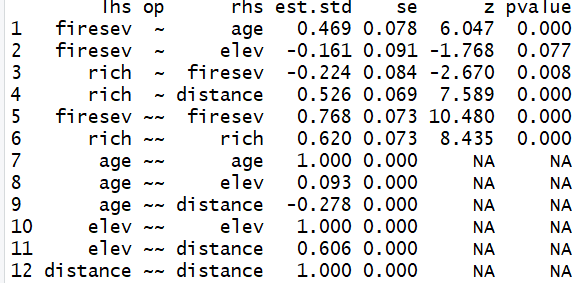 lhs op rhs est.std se z pvalue
1 firesev ~ age 0.469 0.078 6.047 0.000
2 firesev ~ elev -0.161 0.091 -1.768 0.077
3 rich ~ firesev -0.224 0.084 -2.670 0.008
4 rich ~ distance 0.526 0.069 7.589 0.000
5 firesev ~~ firesev 0.768 0.073 10.480 0.000
6 rich ~~ rich 0.620 0.073 8.435 0.000
7 age ~~ age 1.000 0.000 NA NA
8 age ~~ elev 0.093 0.000 NA NA
9 age ~~ distance -0.278 0.000 NA NA
10 elev ~~ elev 1.000 0.000 NA NA
11 elev ~~ distance 0.606 0.000 NA NA
12 distance ~~ distance 1.000 0.000 NA NA